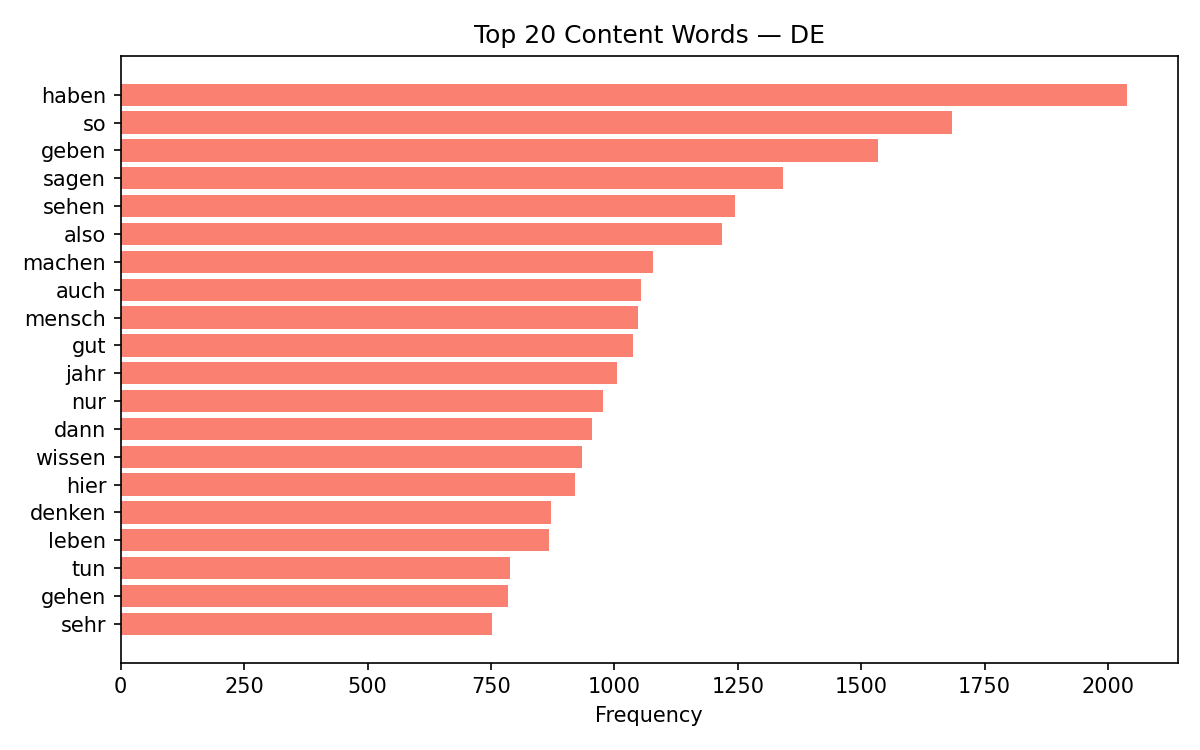 Top 20 Content Words — DE
haben
so
geben
sagen
sehen
also
machen
auch
mensch
gut
jahr
nur
dann
wissen
hier
denken
leben
tun
gehen
sehr
0 250 500 750 1000 1250 1500 1750 2000
Frequency